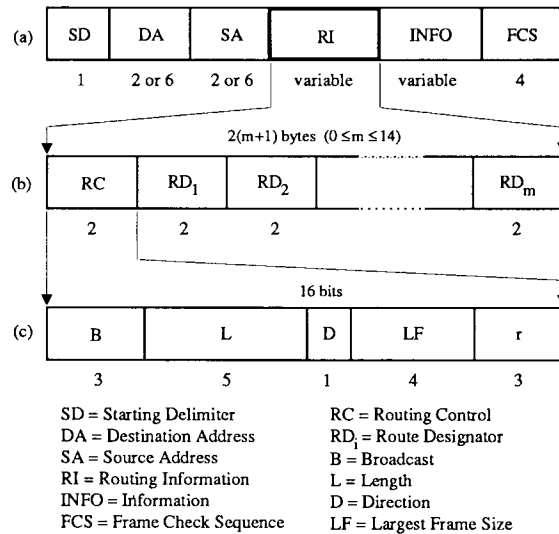 (a) SD DA SA RI INFO FCS
1 2 or 6 2 or 6 variable variable 4
2(m+1) bytes (0 ≤ m ≤ 14)
(b) RC RD1 RD2 RDm
2 2 2 2
16 bits
(c) B L D LF r
3 5 1 4 3
SD = Starting Delimiter
DA = Destination Address
SA = Source Address
RI = Routing Information
INFO = Information
FCS = Frame Check Sequence
RC = Routing Control
RDi = Route Designator
B = Broadcast
L = Length
D = Direction
LF = Largest Frame Size